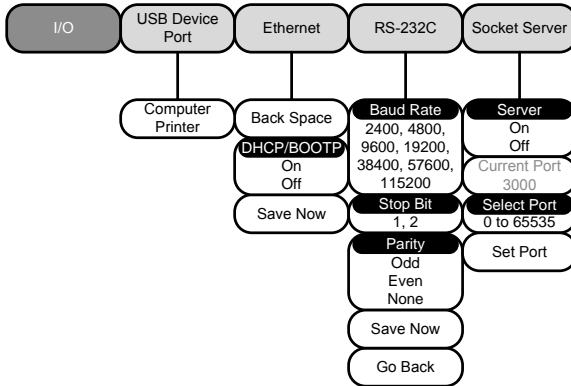 I/O
USB Device
Port
Ethernet
RS-232C
Socket Server
Computer
Printer
Back Space
DHCP/BOOTP
On
Off
Save Now
Baud Rate
2400, 4800,
9600, 19200,
38400, 57600,
115200
Stop Bit
1, 2
Parity
Odd
Even
None
Save Now
Go Back
Server
On
Off
Current Port
3000
Select Port
0 to 65535
Set Port